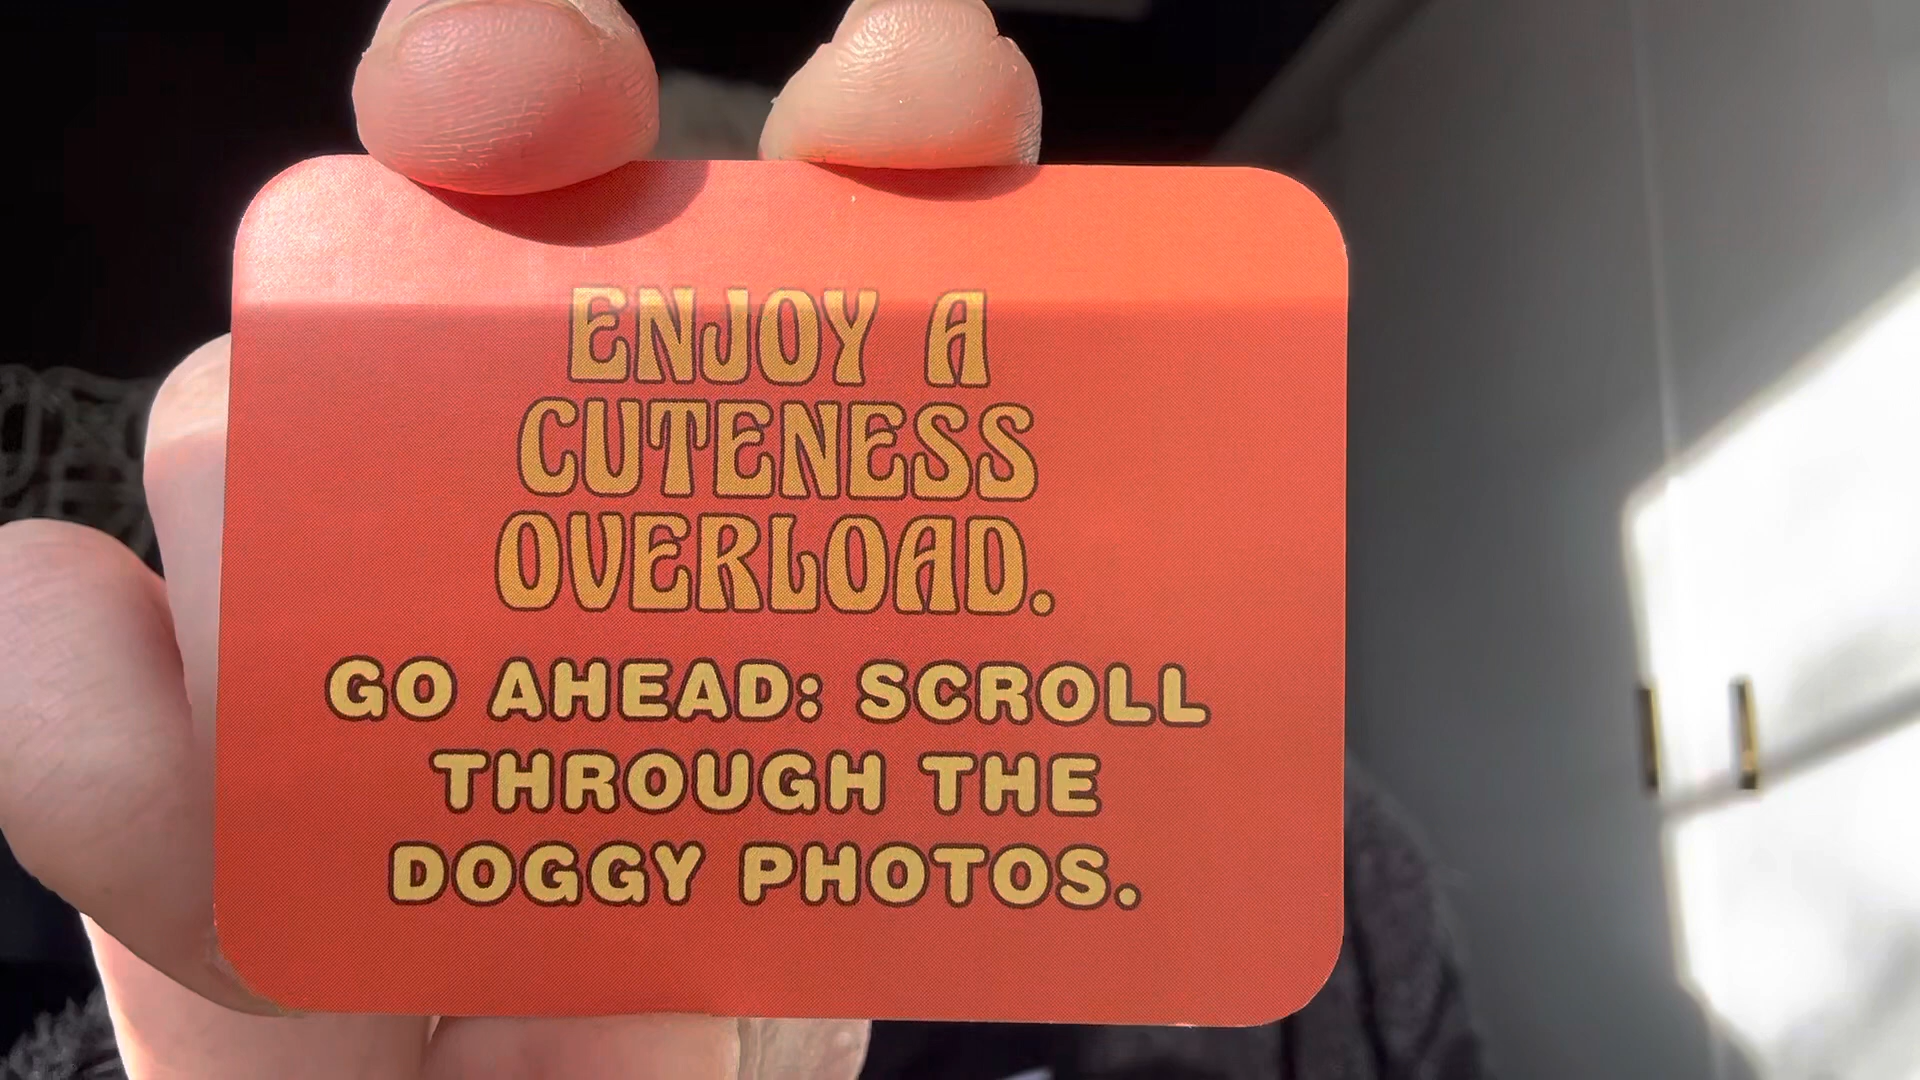 ENJOY A
CUTENESS
OVERLOAD.
GO AHEAD: SCROLL
THROUGH THE
DOGGY PHOTOS.